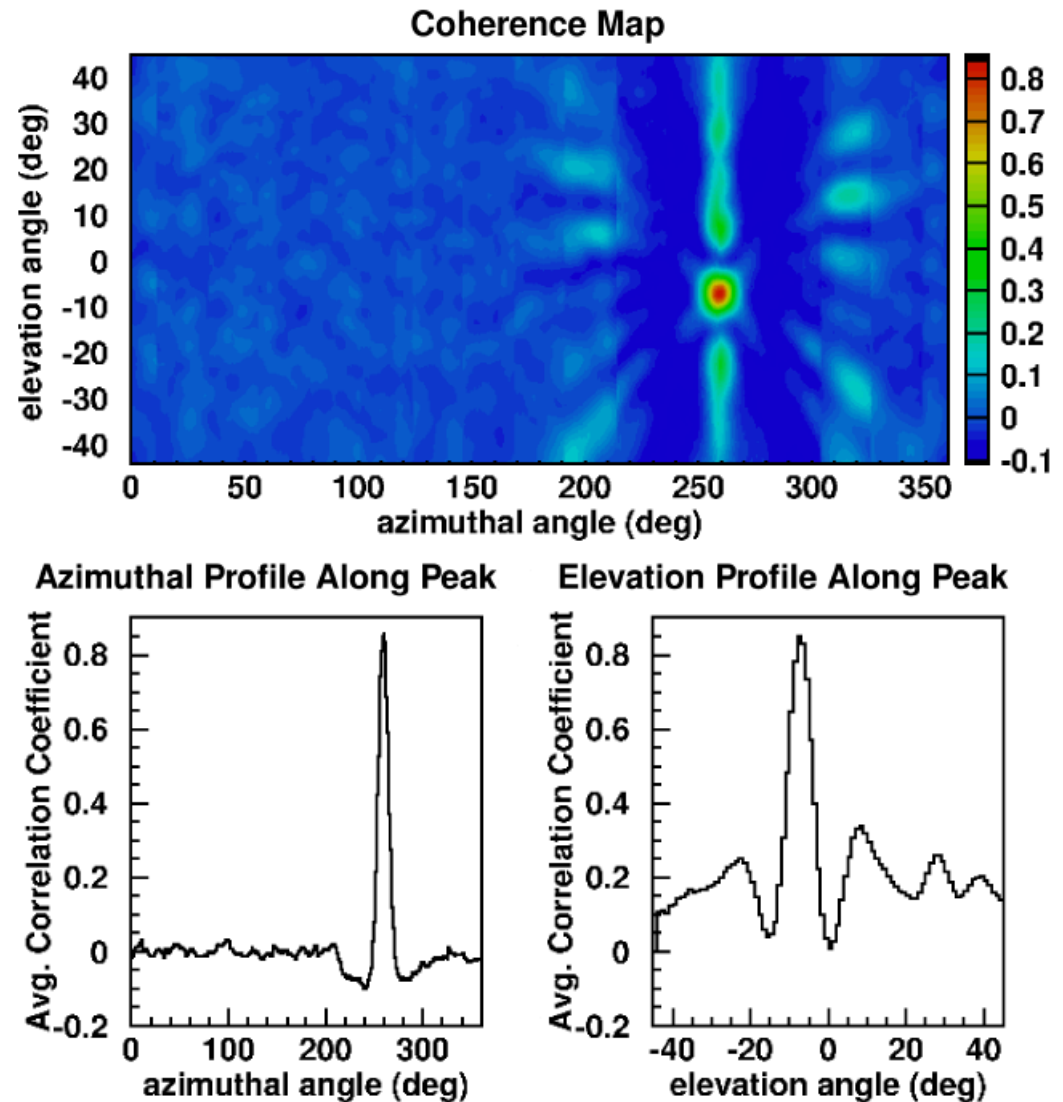 Coherence Map
elevation angle (deg)
40
30
20
10
0
-10
-20
-30
-40
0 50 100 150 200 250 300 350
azimuthal angle (deg)
0.8
0.7
0.6
0.5
0.4
0.3
0.2
0.1
0
-0.1
Azimuthal Profile Along Peak
Avg. Correlation Coefficient
0.8
0.6
0.4
0.2
0
-0.2
0 100 200 300
azimuthal angle (deg)
Elevation Profile Along Peak
Avg. Correlation Coefficient
0.8
0.6
0.4
0.2
0
-0.2
-40 -20 0 20 40
elevation angle (deg)